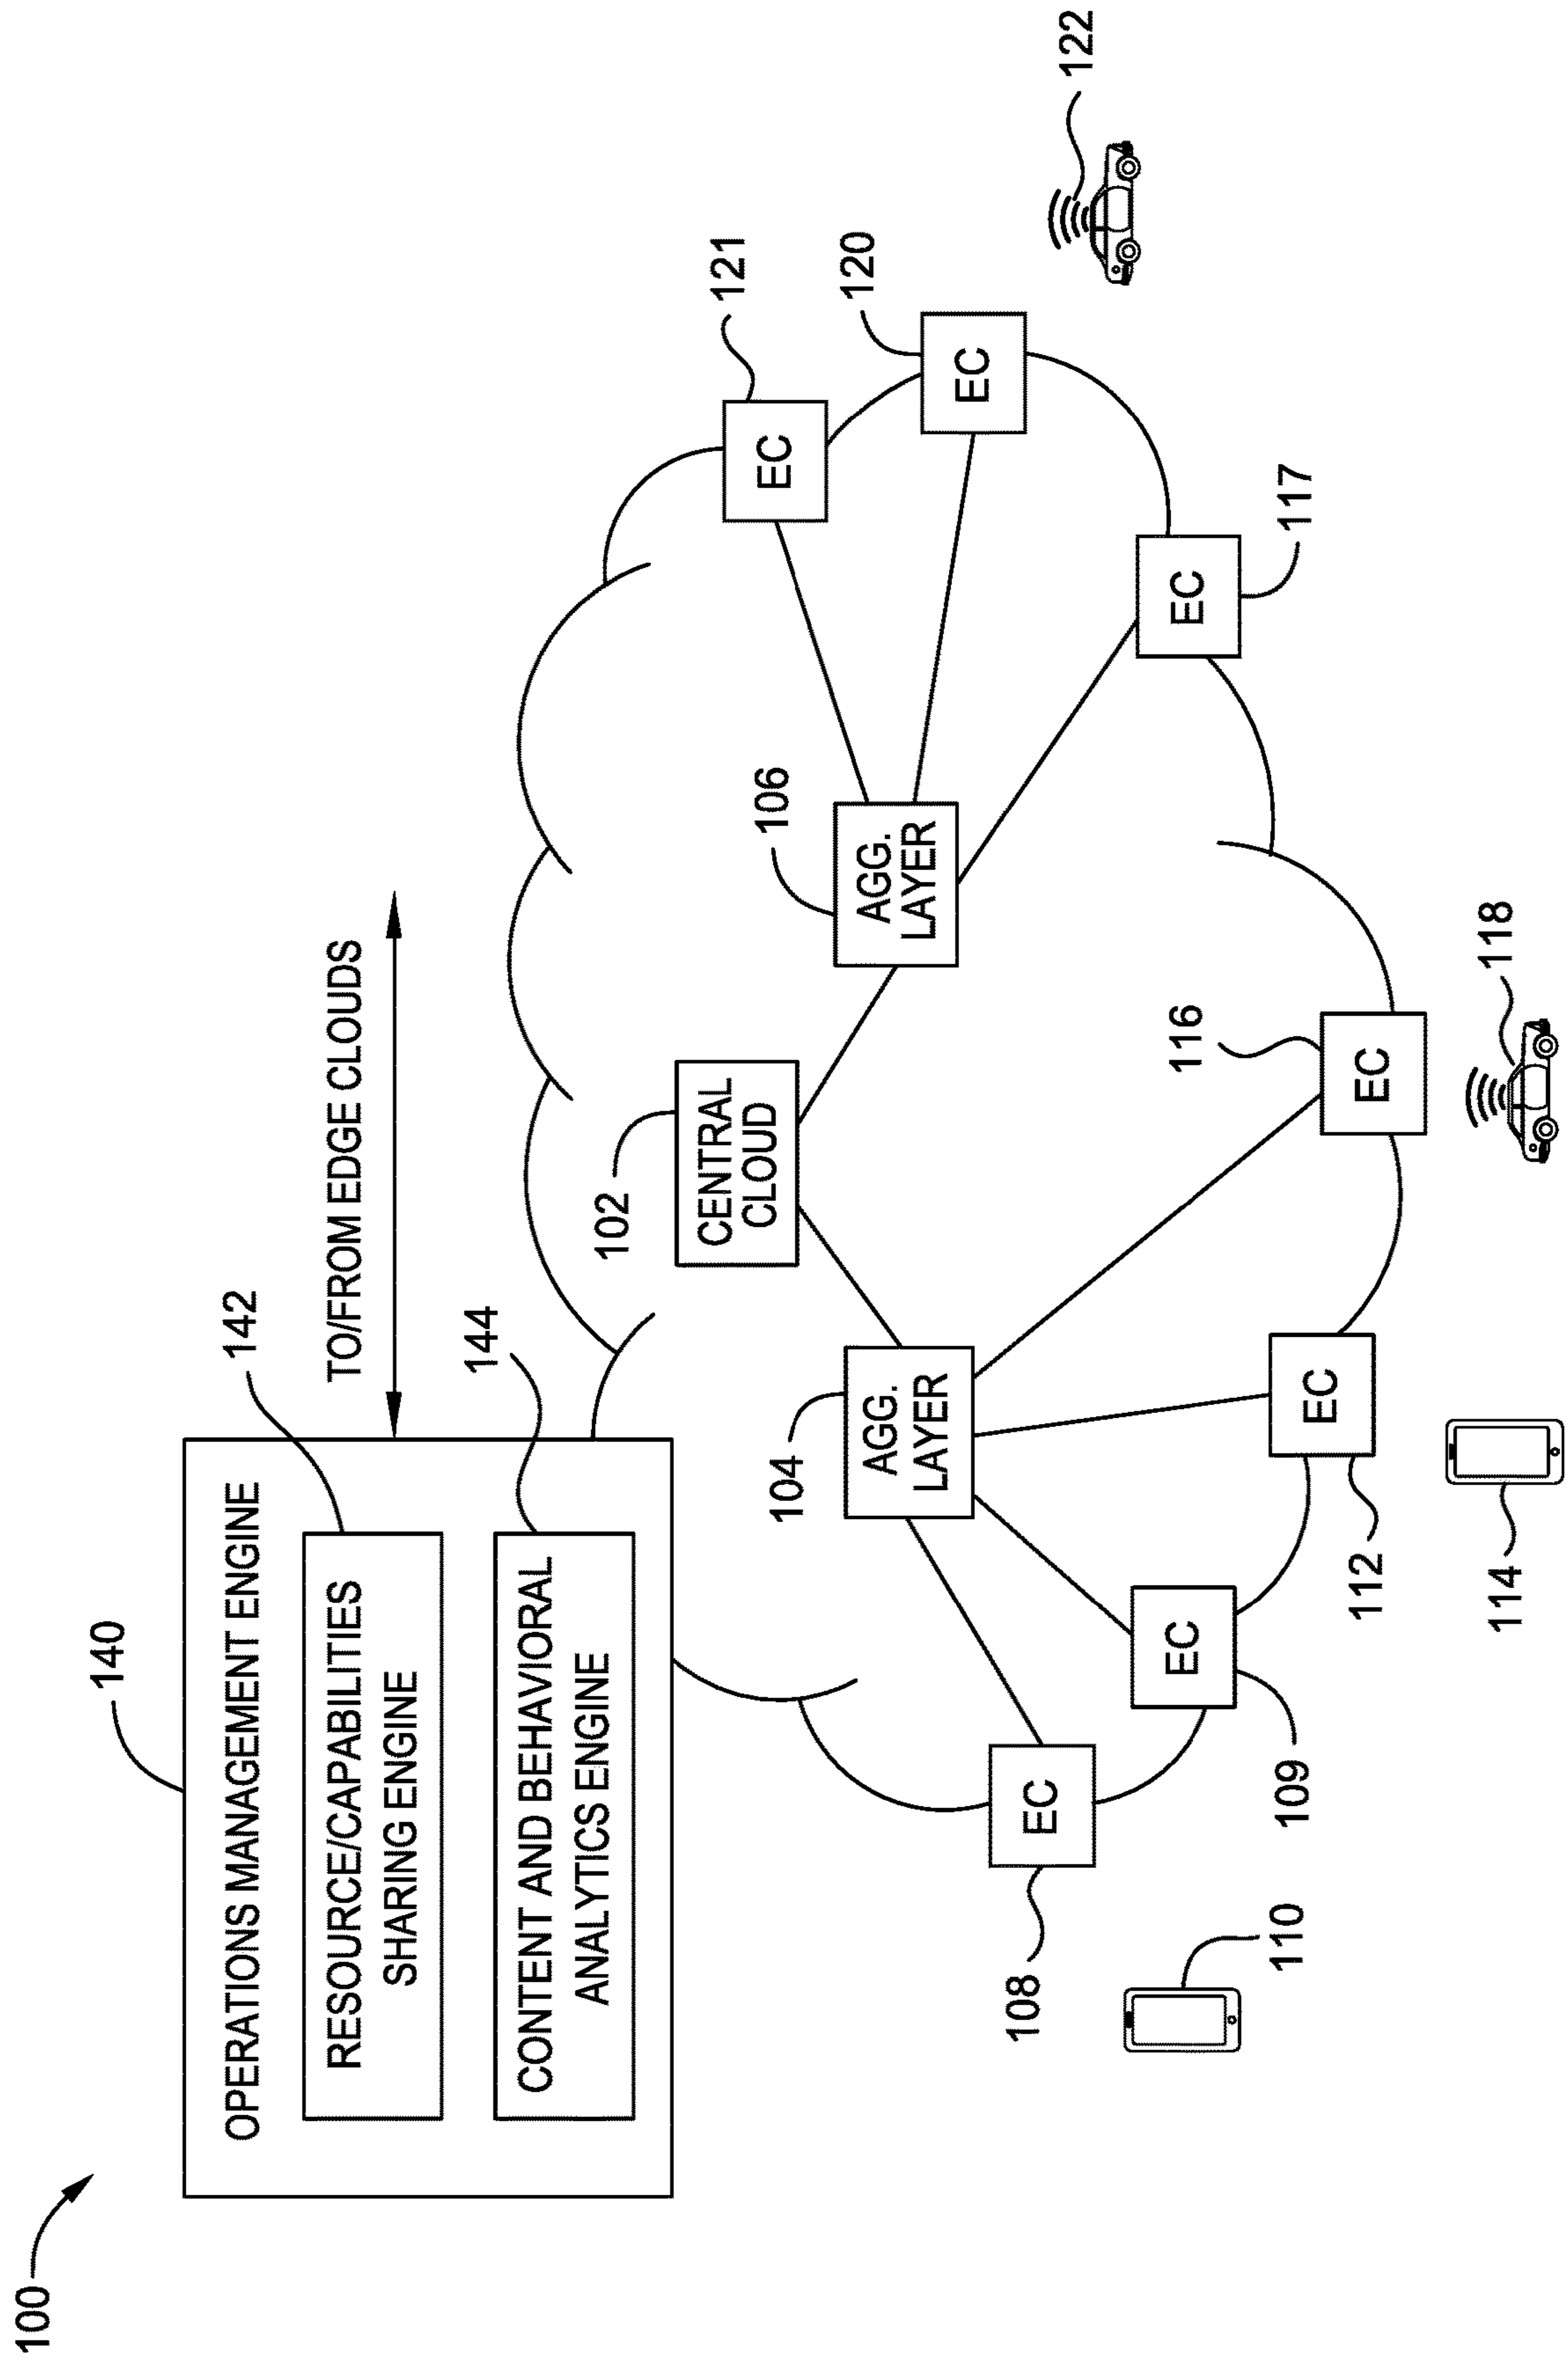 100
140
OPERATIONS MANAGEMENT ENGINE
142
RESOURCE/CAPABILITIES
SHARING ENGINE
TO/FROM EDGE CLOUDS
144
CONTENT AND BEHAVIORAL
ANALYTICS ENGINE
102
CENTRAL
CLOUD
104
AGG.
LAYER
106
AGG.
LAYER
121
EC
120
EC
122
108
EC
110
EC
109
EC
112
114
116
EC
118
EC
117